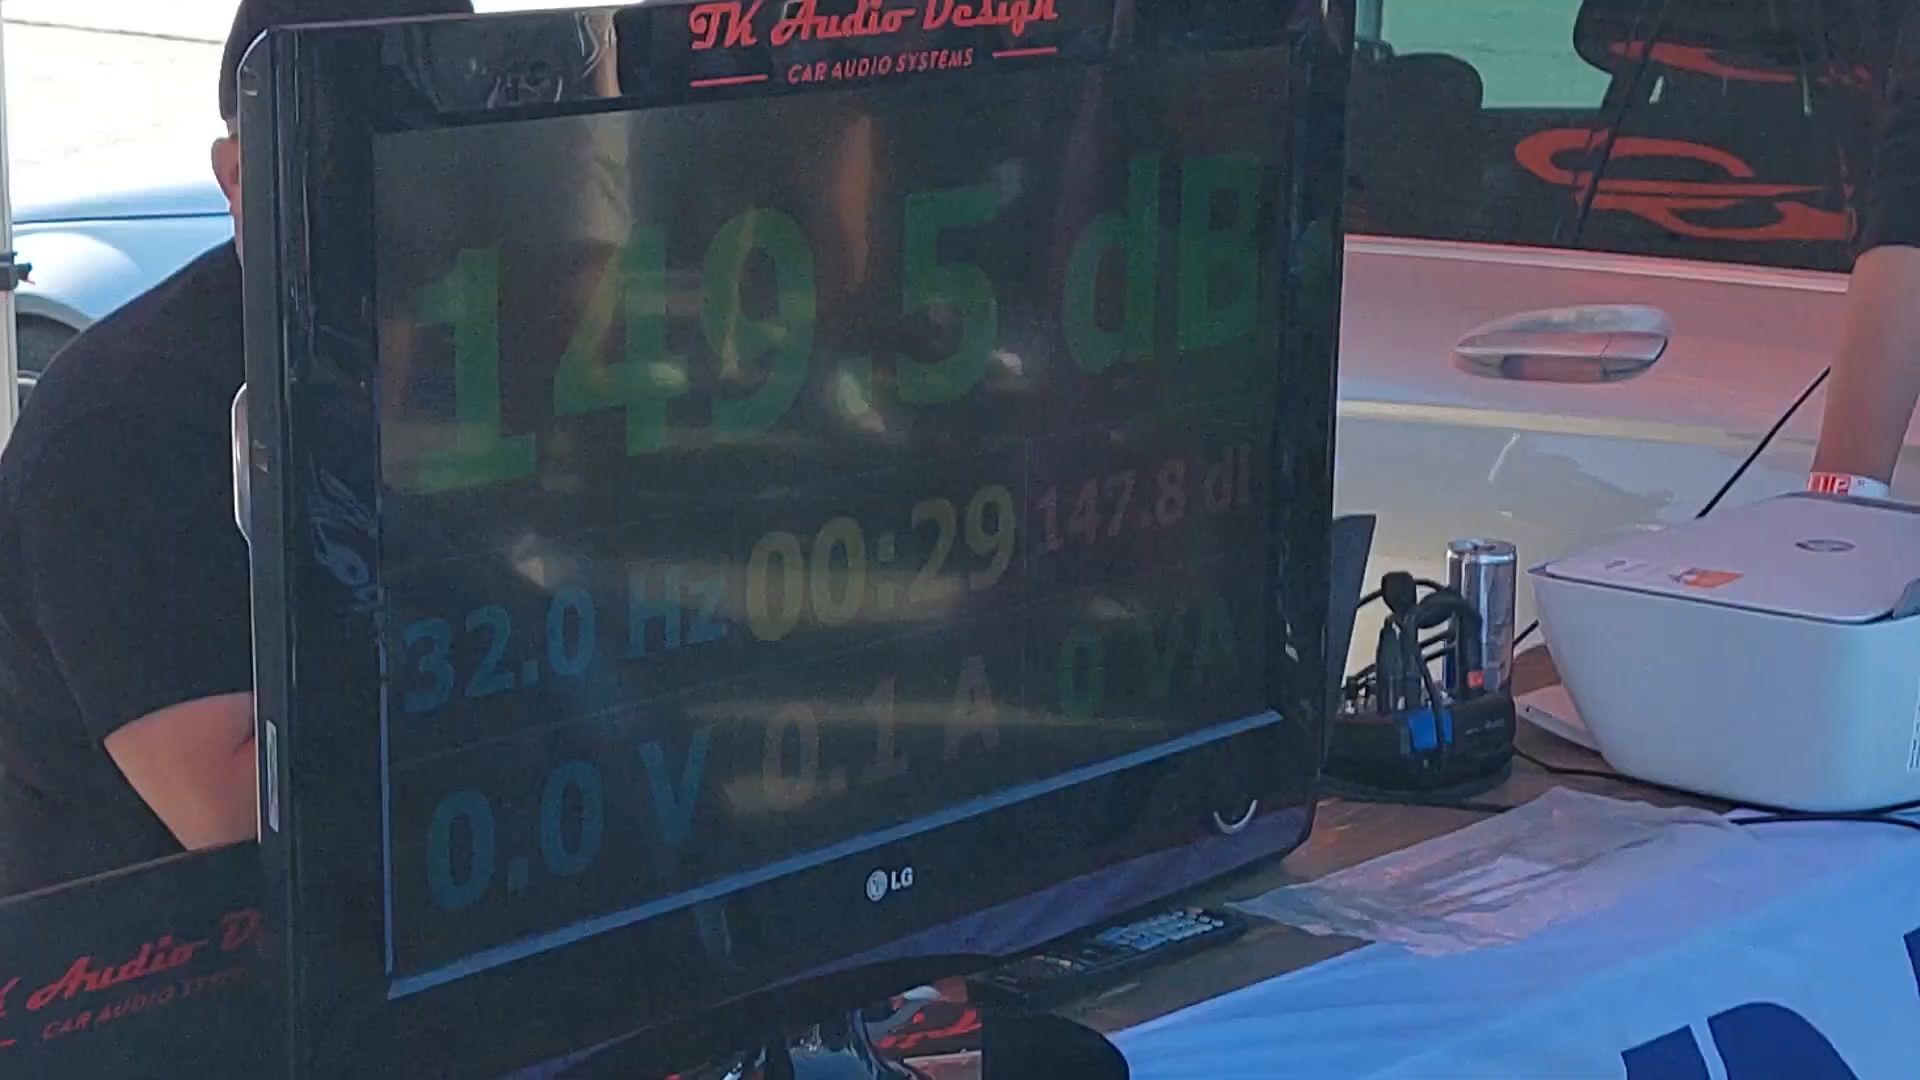 TK Audio Design
CAR AUDIO SYSTEMS
149.5 dB
00:29
147.8 d
32.0 Hz
0 VA
0.0 V
0.1 A
LG
Audio D
CAR AUDIO